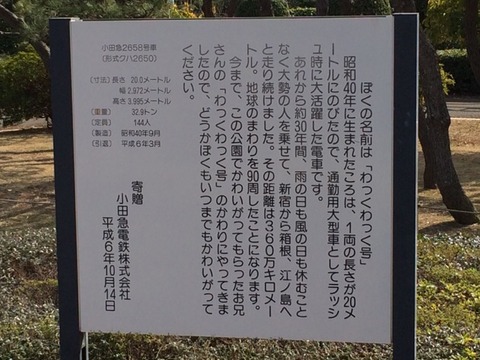 ぼくの名前は「わっくわっく号」
昭和40年に生まれたころは、1両の長さが20メ
ートルにのびたので、通勤用大型車としてラッシ
ュ時に大活躍した電車です。
あれから約30年間、雨の日も風の日も休むこと
なく大勢の人を乗せて、新宿から箱根、江ノ島へ
と走り続けました。その距離は360万キロメー
トル。地球のまわりを90周したことになります。
今まで、この公園でかわいがってもらったお兄
さんの「わっくわっく号」のかわりにやってきま
したので、どうかぼくもいつまでもかわいがって
ください。
小田急2658号車
(形式クハ2650)
(寸法)長さ 20.0メートル
幅 2.972メートル
高さ 3.995メートル
(重量) 32.9トン
(定員) 144人
(製造) 昭和40年9月
(引退) 平成6年3月
寄贈
小田急電鉄株式会社
平成6年10月14日